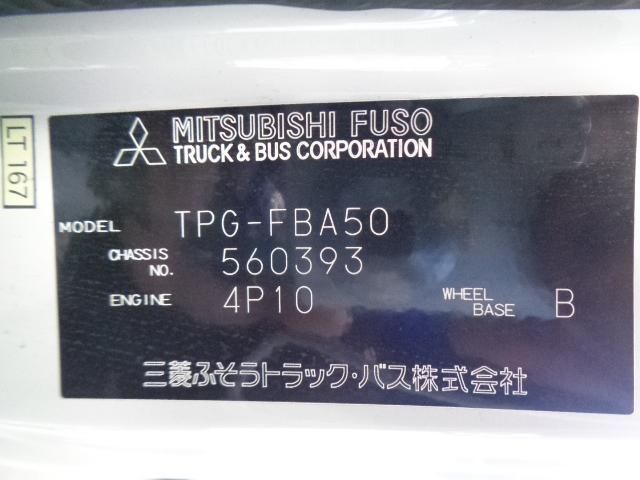 LT 167
MITSUBISHI FUSO
TRUCK & BUS CORPORATION
MODEL TPG-FBA50
CHASSIS NO. 560393
ENGINE 4P10 WHEEL BASE B
三菱ふそうトラック・バス株式会社